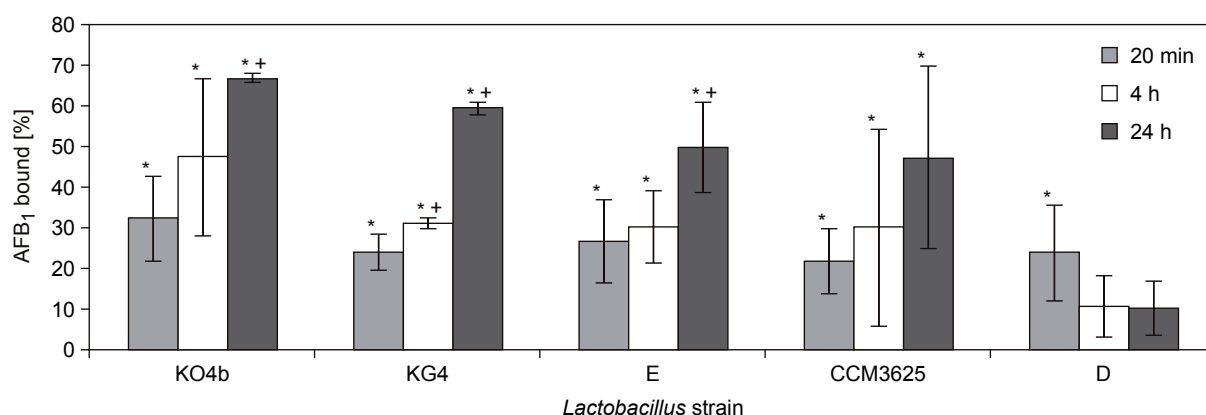 80
70
60
50
40
30
20
10
0
AFB1 bound [%]
* * * +
* * + * +
* * * +
* * *
*
20 min
4 h
24 h
KO4b KG4 E CCM3625 D
Lactobacillus strain